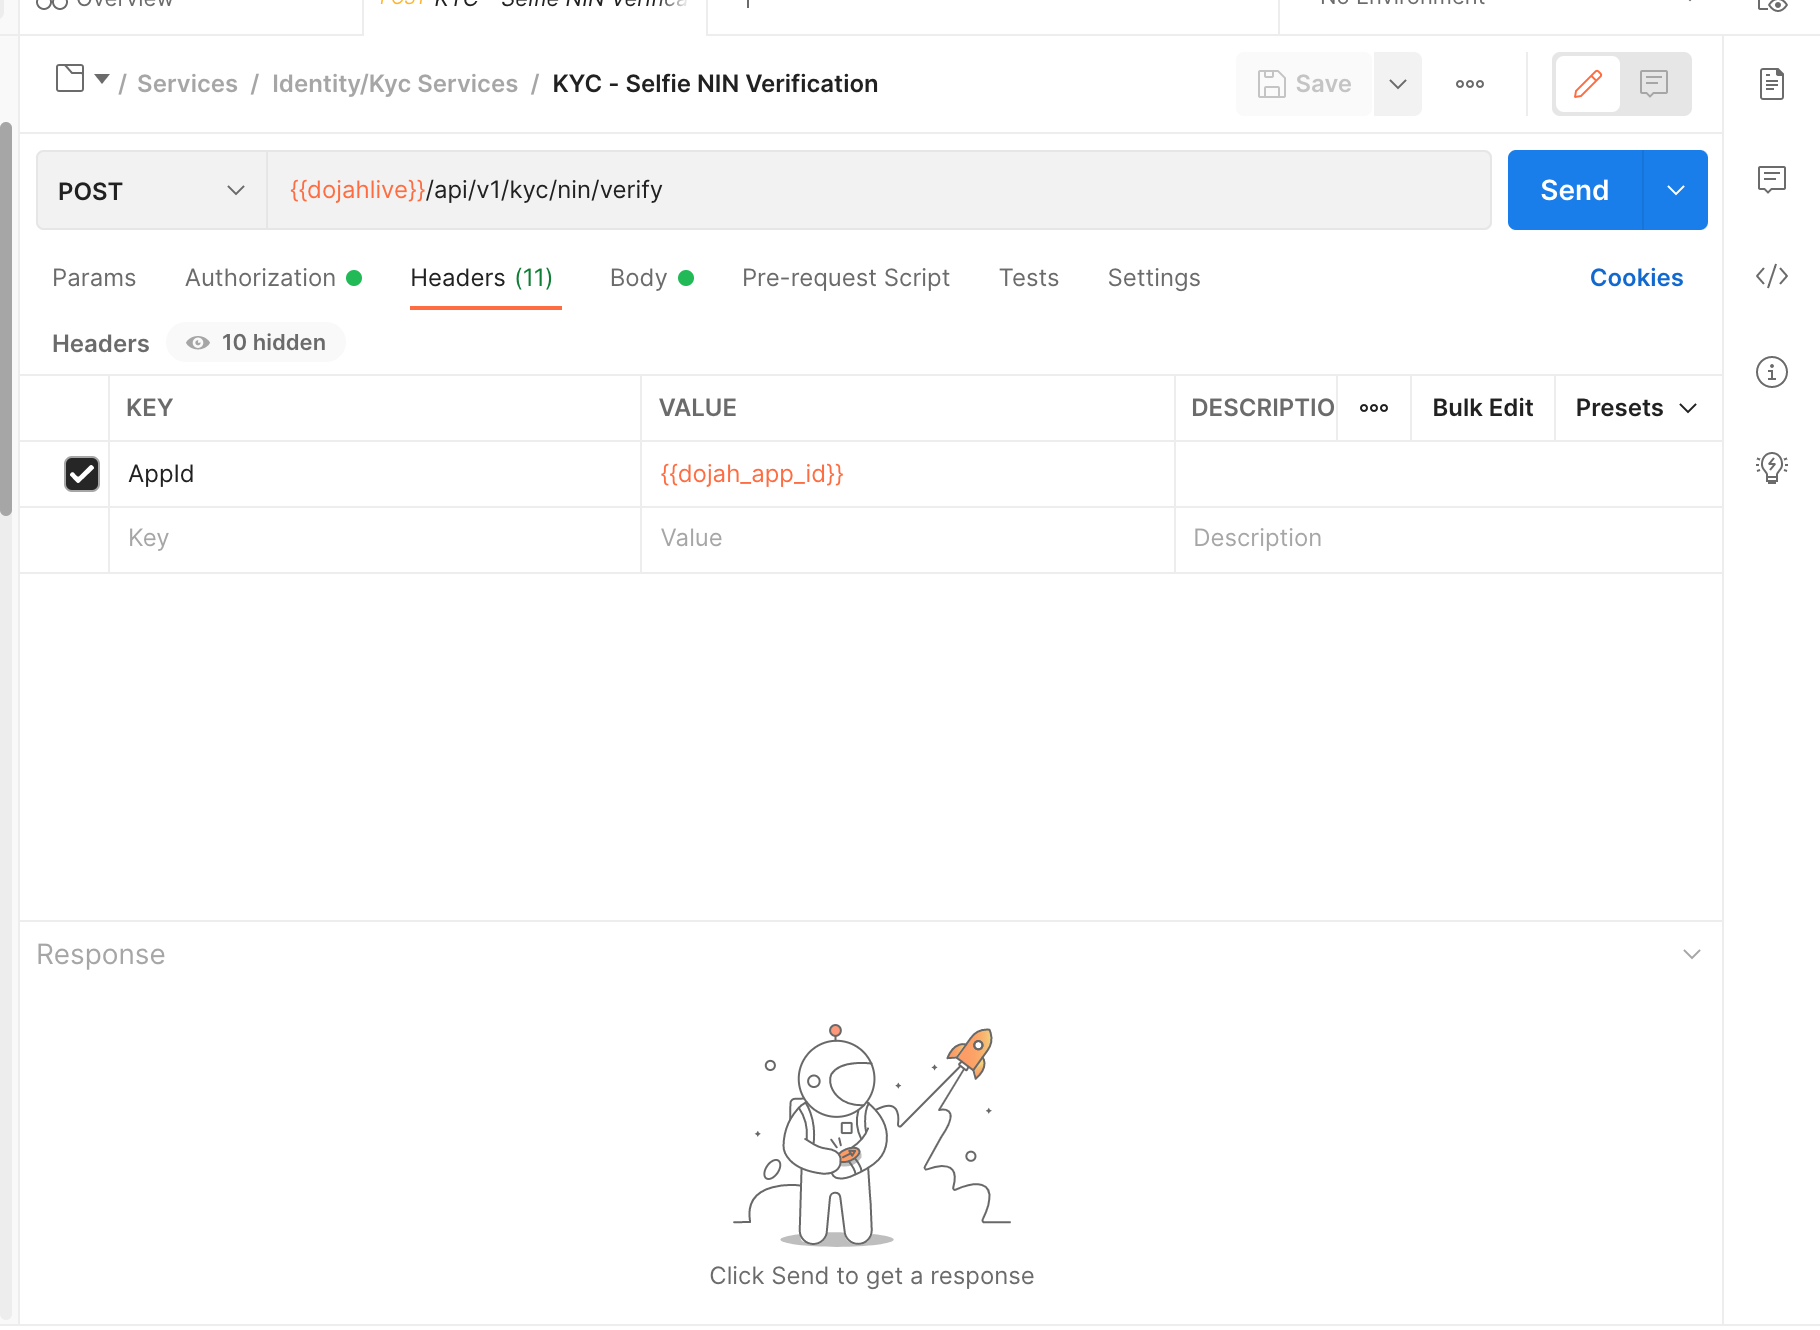 Overview
POST KYC - Selfie NIN Verifica
No Environment
/ Services / Identity/Kyc Services / KYC - Selfie NIN Verification
Save
POST
{{dojahlive}}/api/v1/kyc/nin/verify
Send
Params Authorization Headers (11) Body Pre-request Script Tests Settings Cookies
Headers 10 hidden
KEY VALUE DESCRIPTIO Bulk Edit Presets
AppId {{dojah_app_id}}
Key Value Description
Response
Click Send to get a response